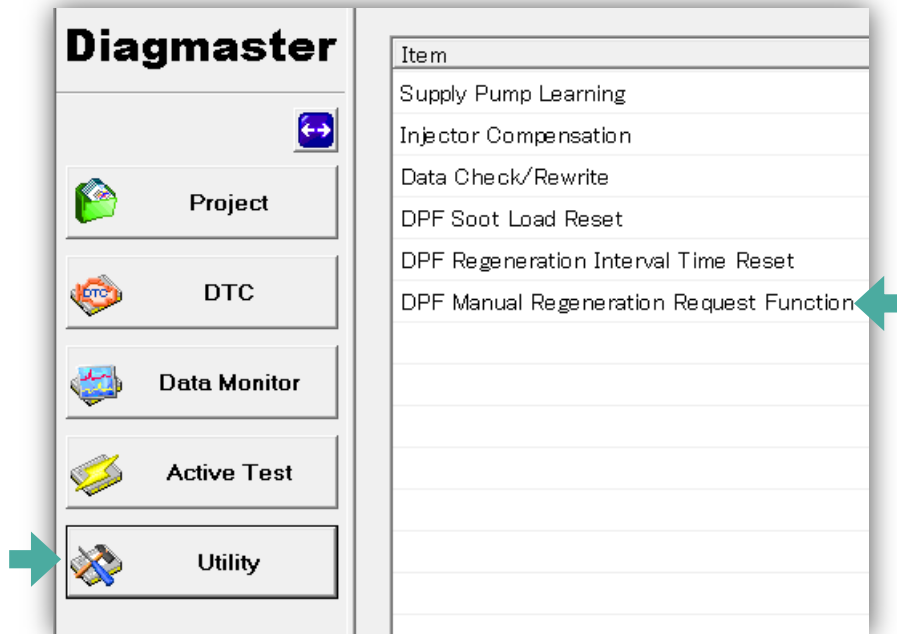 Diagmaster
Project
DTC
DTC
Data Monitor
Active Test
Utility
Item
Supply Pump Learning
Injector Compensation
Data Check/Rewrite
DPF Soot Load Reset
DPF Regeneration Interval Time Reset
DPF Manual Regeneration Request Function